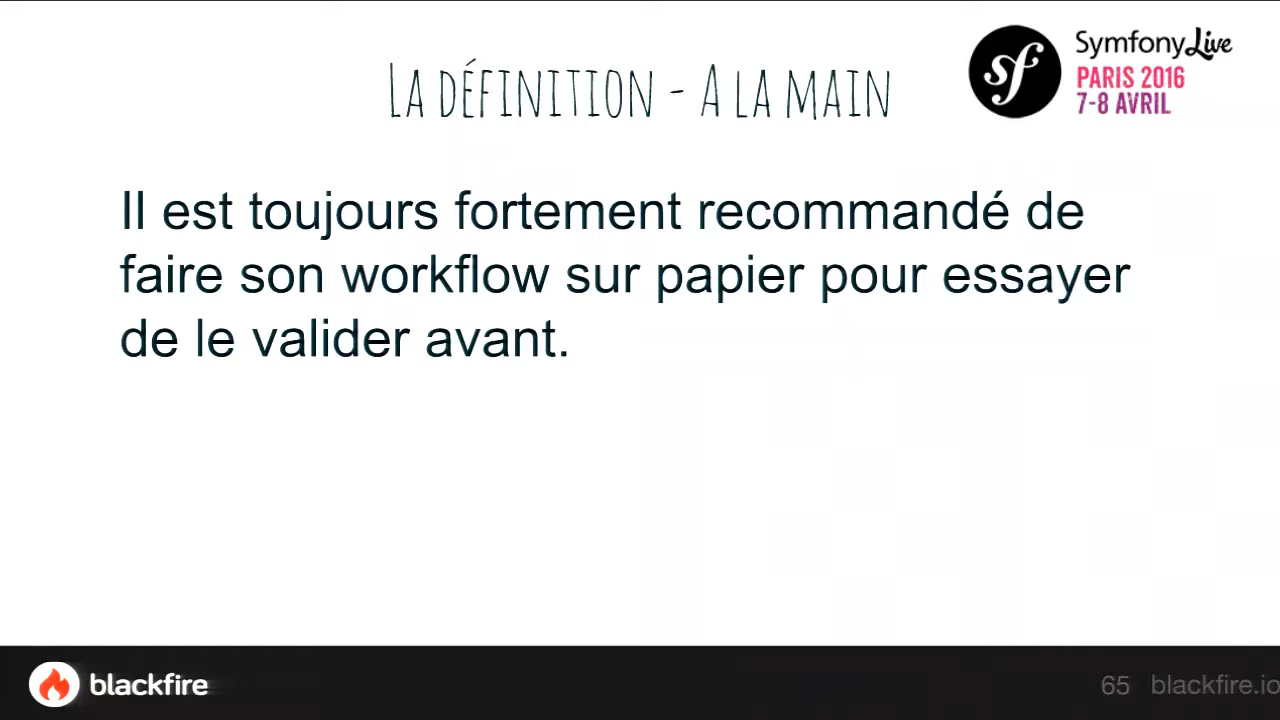 LA DÉFINITION - A LA MAIN
SymfonyLive
PARIS 2016
7-8 AVRIL
Il est toujours fortement recommandé de
faire son workflow sur papier pour essayer
de le valider avant.
blackfire
65 blackfire.io